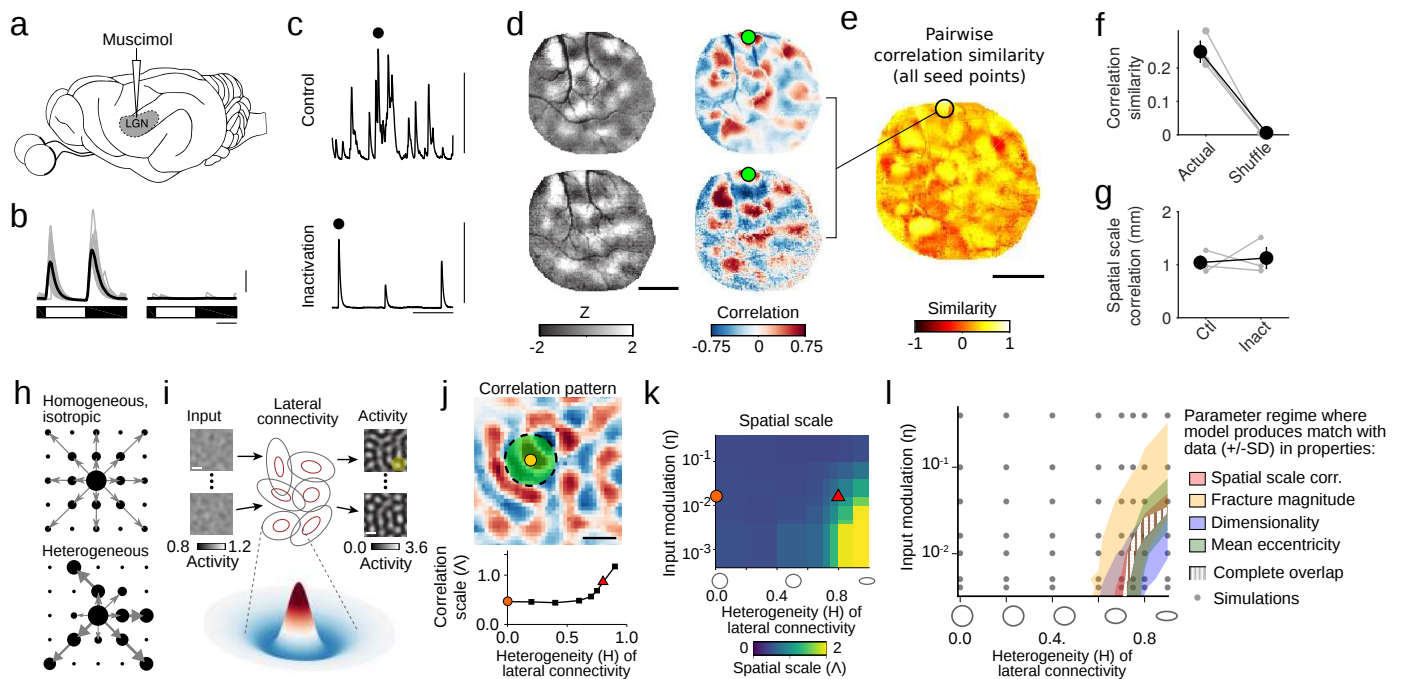 a
Muscimol
LGN
b
c
Control
Inactivation
d
Z
-2
2
Correlation
-0.75
0
0.75
e
Pairwise
correlation similarity
(all seed points)
Similarity
-1
0
1
f
Correlation
similarity
0.2
0.1
0
Actual
Shuffle
g
Spatial scale
correlation (mm)
2
1
0
Ctl
Inact
h
Homogeneous,
isotropic
Heterogeneous
i
Input
Lateral
connectivity
Activity
0.8
1.2
Activity
0.0
3.6
Activity
j
Correlation pattern
Correlation
scale (Λ)
1.0
0.0
0.0
0.5
1.0
Heterogeneity (H) of
lateral connectivity
k
Spatial scale
Input modulation (η)
10-1
10-2
10-3
0.0
0.4
0.8
Heterogeneity (H) of
lateral connectivity
0
2
Spatial scale (Λ)
l
Input modulation (η)
10-1
10-2
0.0
0.4
0.8
Heterogeneity (H) of
lateral connectivity
Parameter regime where
model produces match with
data (+/-SD) in properties:
Spatial scale corr.
Fracture magnitude
Dimensionality
Mean eccentricity
Complete overlap
Simulations